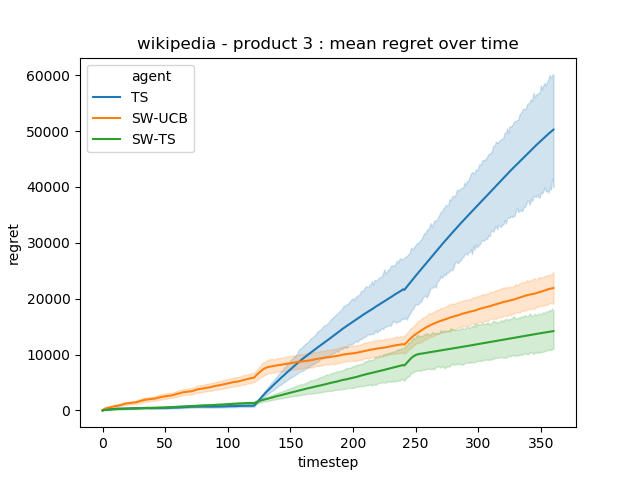 wikipedia - product 3 : mean regret over time
agent
TS
SW-UCB
SW-TS
regret
60000
50000
40000
30000
20000
10000
0
0 50 100 150 200 250 300 350
timestep